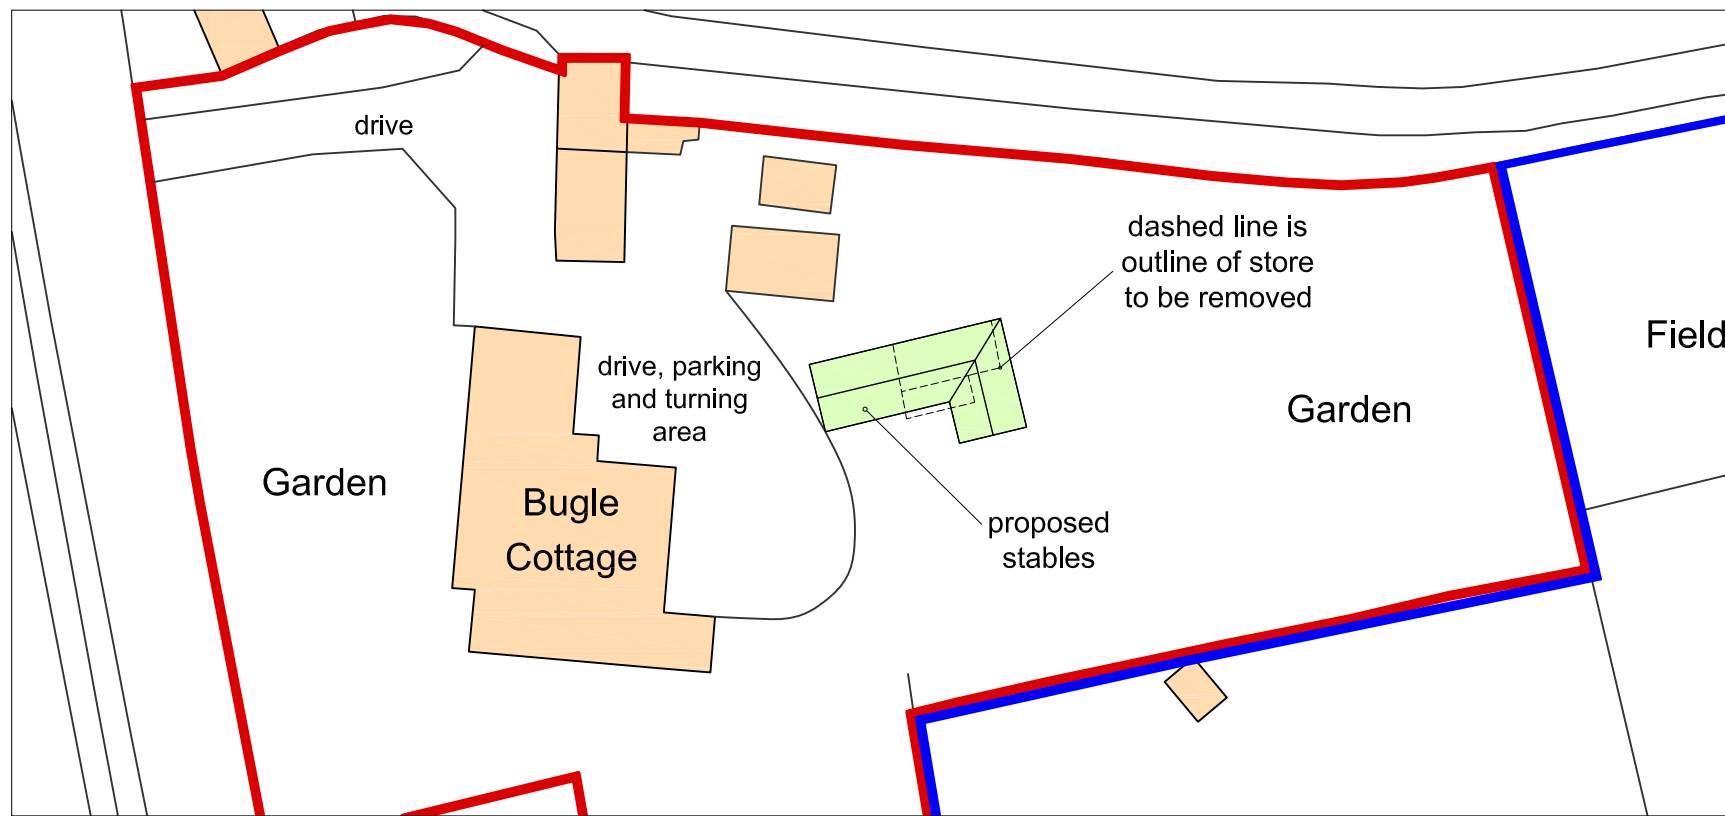 drive
dashed line is
outline of store
to be removed
Field
drive, parking
and turning
area
Garden
Garden
Bugle
Cottage
proposed
stables